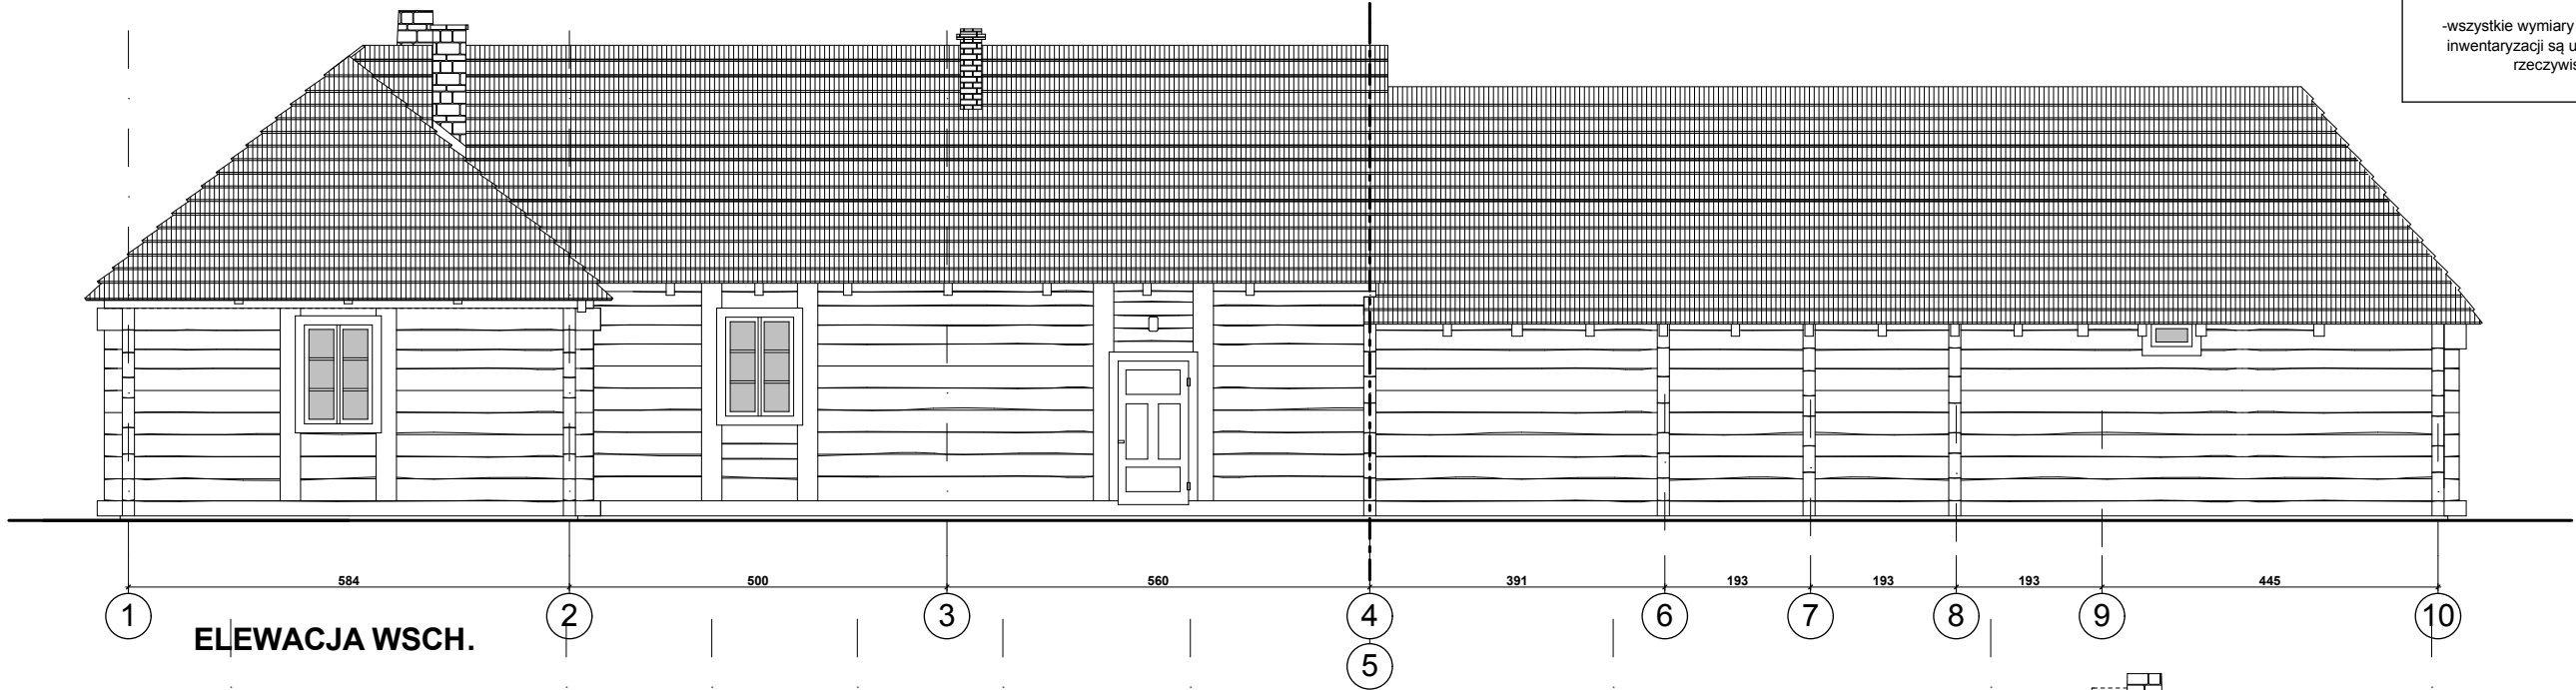 -wszystkie wymiary
inwentaryzacji są u
rzeczywis
584 500 560 391 193 193 193 445
1 2 3 4 6 7 8 9 10
ELEWACJA WSCH.
5